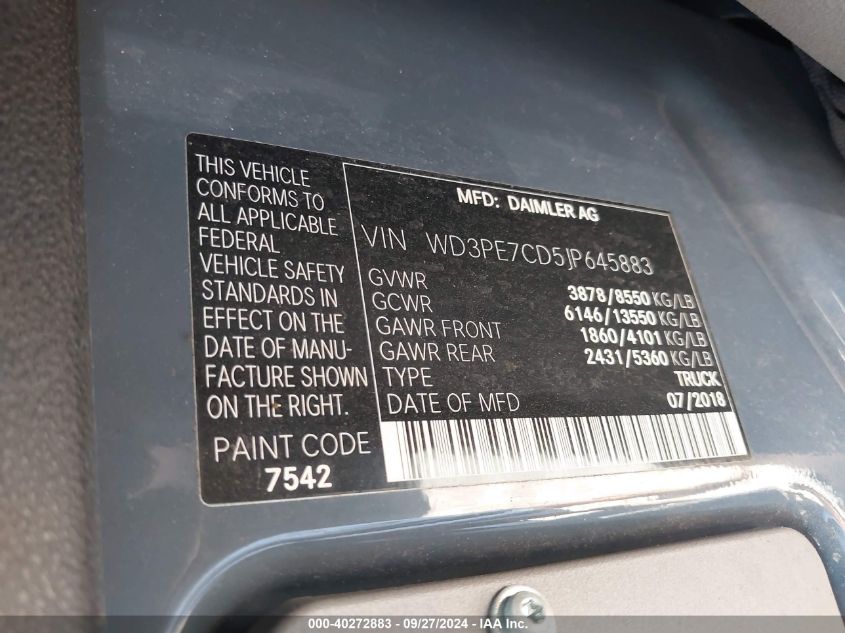 THIS VEHICLE
CONFORMS TO
ALL APPLICABLE
FEDERAL
VEHICLE SAFETY
STANDARDS IN
EFFECT ON THE
DATE OF MANU-
FACTURE SHOWN
ON THE RIGHT.
PAINT CODE
7542
MFD: DAIMLER AG
VIN WD3PE7CD5JP645883
GVWR 3878/8550 KG/LB
GCWR 6146/13550 KG/LB
GAWR FRONT 1860/4101 KG/LB
GAWR REAR 2431/5360 KG/LB
TYPE TRUCK
DATE OF MFD 07/2018
000-40272883 - 09/27/2024 - IAA Inc.